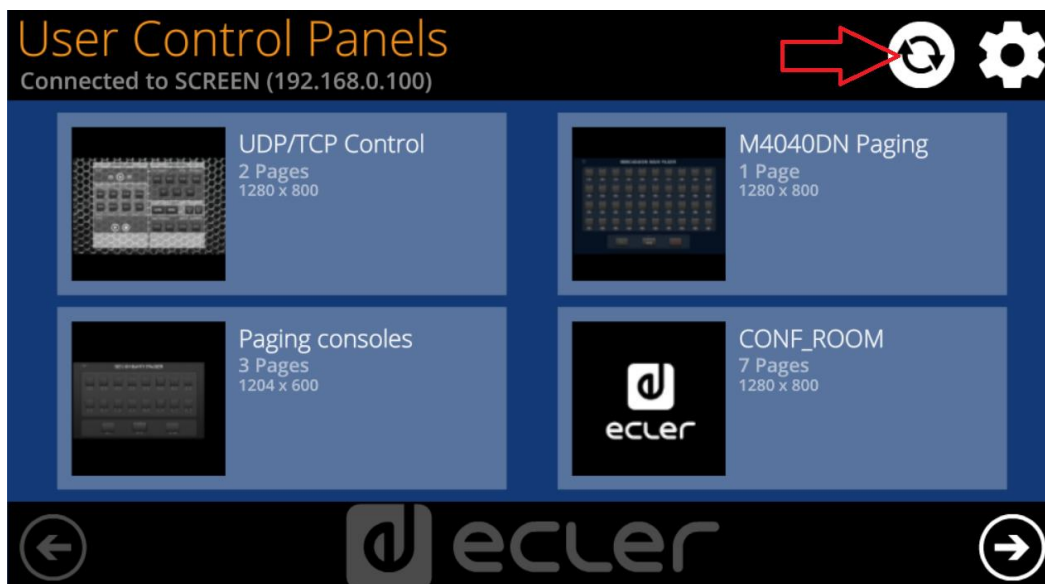 User Control Panels
Connected to SCREEN (192.168.0.100)
UDP/TCP Control
2 Pages
1280 x 800
M4040DN Paging
1 Page
1280 x 800
Paging consoles
3 Pages
1204 x 600
ecler
CONF_ROOM
7 Pages
1280 x 800
ecler